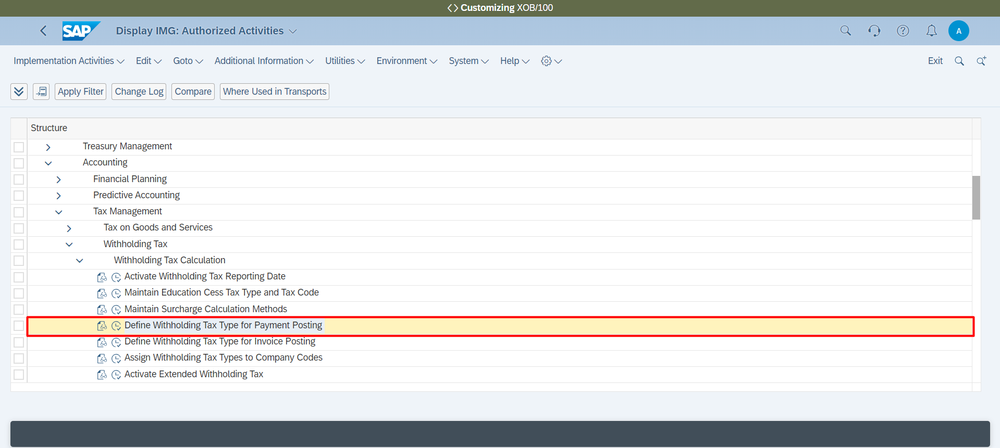 Customizing XOB/100
SAP Display IMG: Authorized Activities A
Implementation Activities Edit Goto Additional Information Utilities Environment System Help Exit
Apply Filter Change Log Compare Where Used in Transports
Structure
Treasury Management
Accounting
Financial Planning
Predictive Accounting
Tax Management
Tax on Goods and Services
Withholding Tax
Withholding Tax Calculation
Activate Withholding Tax Reporting Date
Maintain Education Cess Tax Type and Tax Code
Maintain Surcharge Calculation Methods
Define Withholding Tax Type for Payment Posting
Define Withholding Tax Type for Invoice Posting
Assign Withholding Tax Types to Company Codes
Activate Extended Withholding Tax